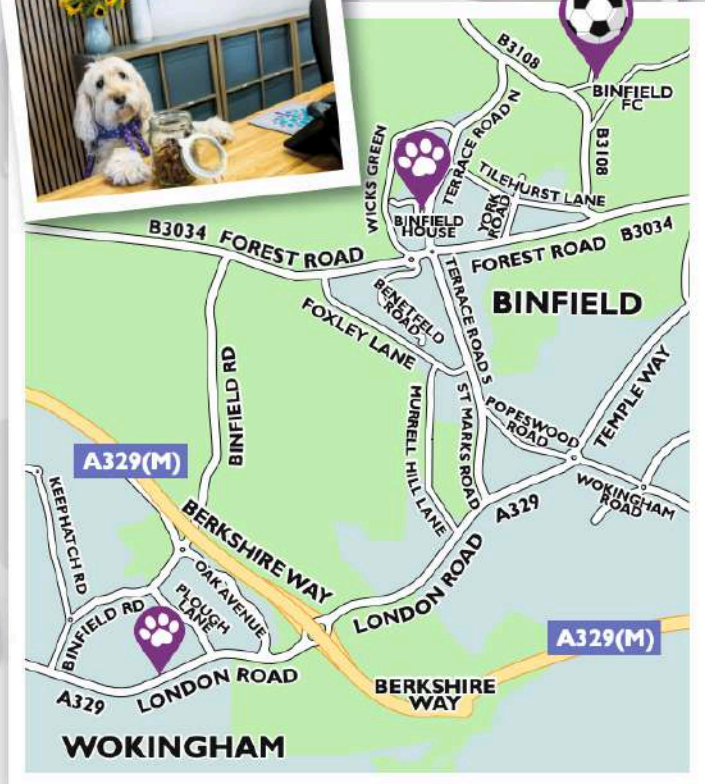 B3108
BINFIELD
FC
B3108
WICKS GREEN
TERRACE ROAD N
TILEHURST LANE
YORK
ROAD
BINFIELD
HOUSE
B3034 FOREST ROAD
FOREST ROAD B3034
BENETFELD
ROAD
TERRACE ROAD S
BINFIELD
FOXLEY LANE
BINFIELD RD
MURRELL HILL LANE
ST MARKS ROAD
POPESWOOD
ROAD
TEMPLE WAY
A329(M)
WOKINGHAM
ROAD
A329
KEEPHATCH RD
BERKSHIRE WAY
OAK AVENUE
PLOUGH
LANE
BINFIELD RD
LONDON ROAD
A329(M)
A329 LONDON ROAD
BERKSHIRE
WAY
WOKINGHAM